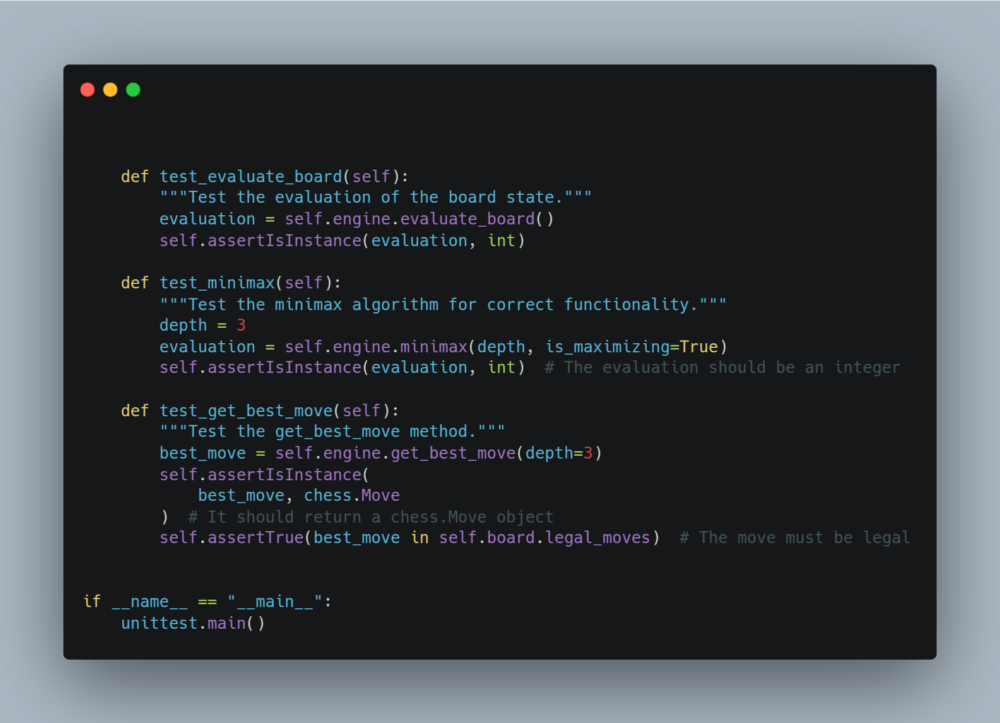 def test_evaluate_board(self):
        """Test the evaluation of the board state."""
        evaluation = self.engine.evaluate_board()
        self.assertIsInstance(evaluation, int)

    def test_minimax(self):
        """Test the minimax algorithm for correct functionality."""
        depth = 3
        evaluation = self.engine.minimax(depth, is_maximizing=True)
        self.assertIsInstance(evaluation, int)  # The evaluation should be an integer

    def test_get_best_move(self):
        """Test the get_best_move method."""
        best_move = self.engine.get_best_move(depth=3)
        self.assertIsInstance(
            best_move, chess.Move
        )  # It should return a chess.Move object
        self.assertTrue(best_move in self.board.legal_moves)  # The move must be legal


if __name__ == "__main__":
    unittest.main()